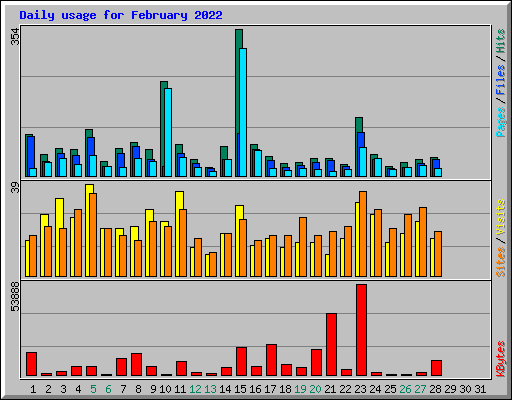 Daily usage for February 2022
354
Pages / Files / Hits
39
Sites / Visits
53888
KBytes
1 2 3 4 5 6 7 8 9 10 11 12 13 14 15 16 17 18 19 20 21 22 23 24 25 26 27 28 29 30 31